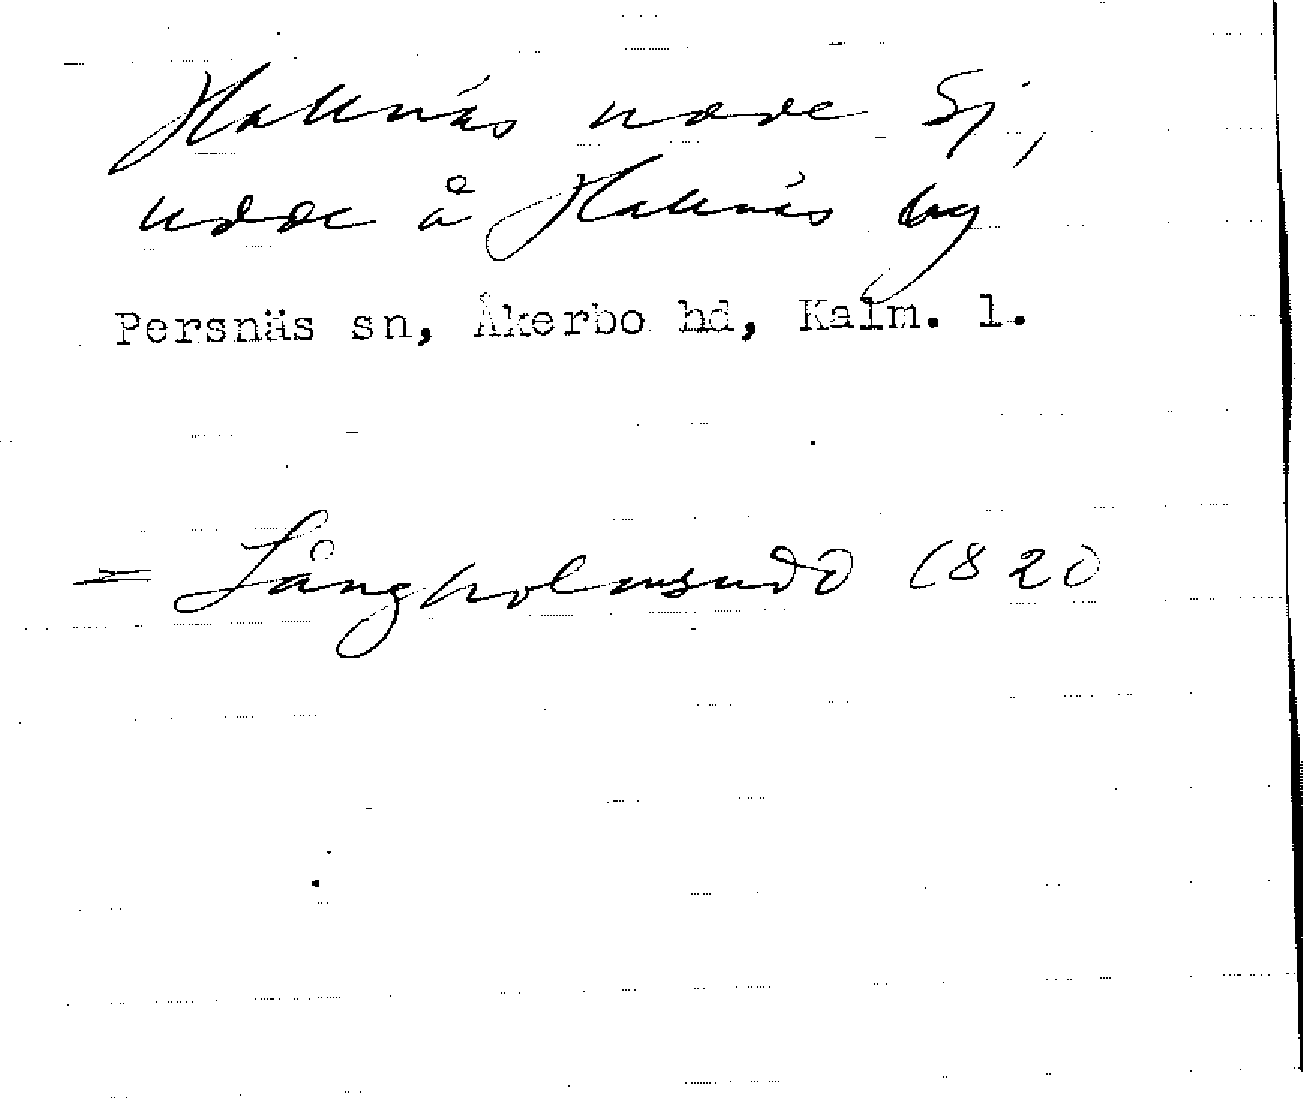 Hallnäs udde Sj,
udde å Hallnäs by
Persnäs sn, Åkerbo hd, Kalm. l.
= Långholmsudd 1820